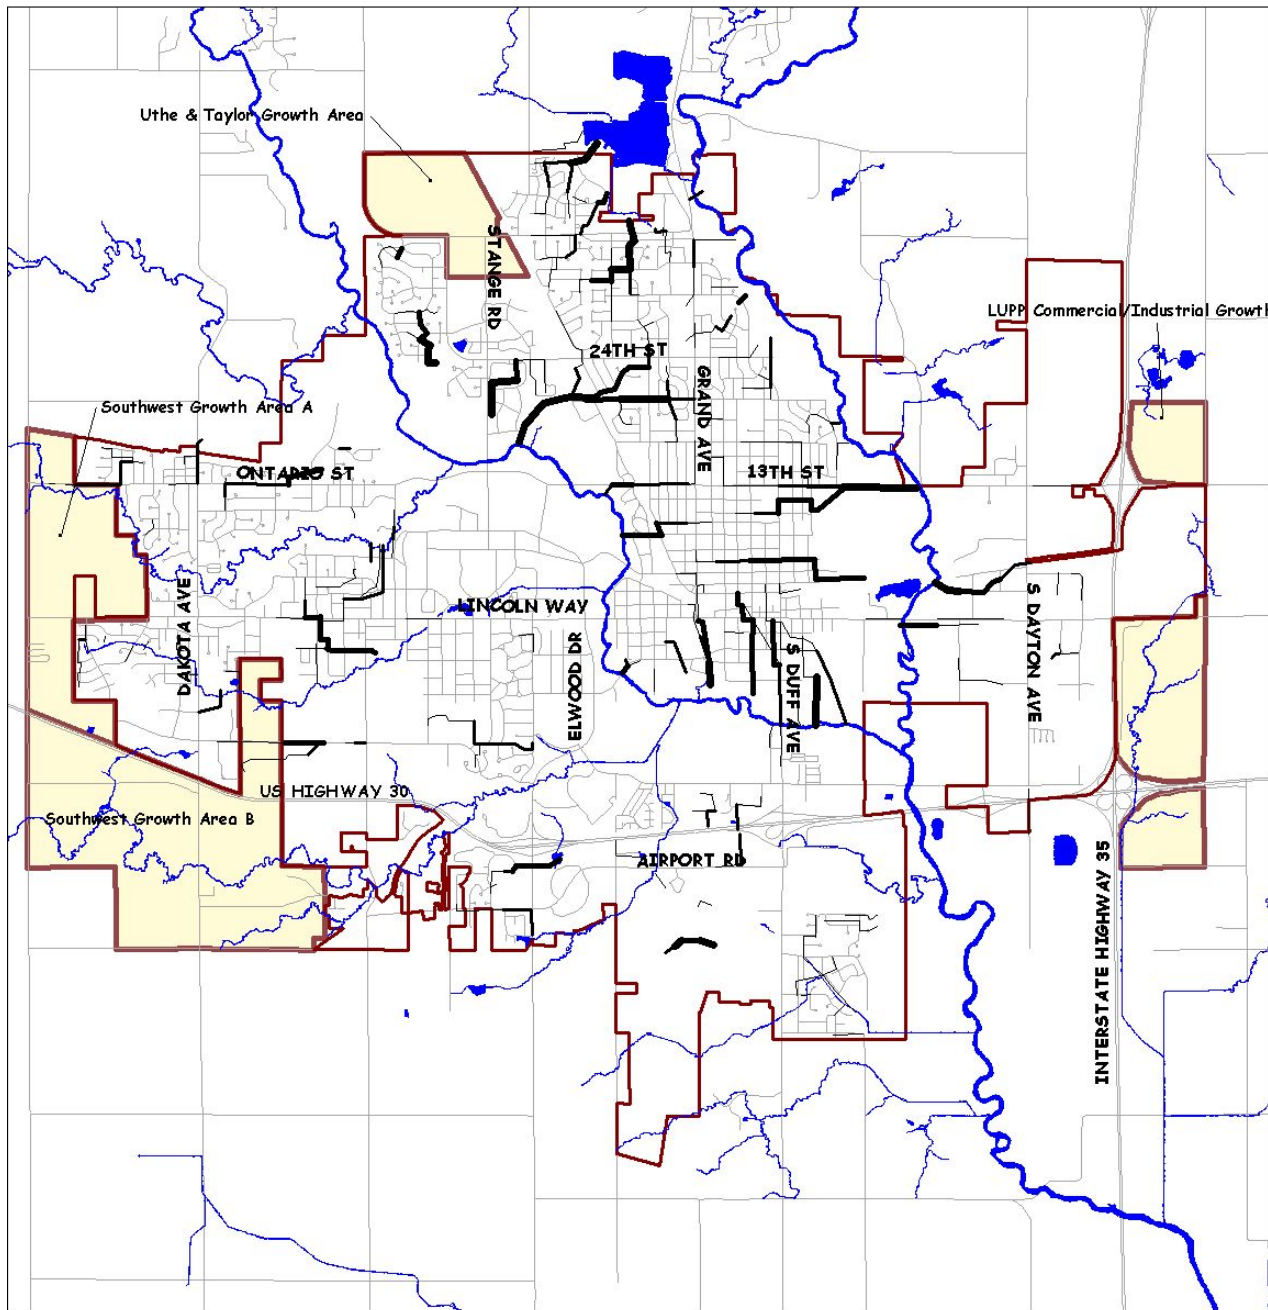 Uthe & Taylor Growth Area
STANGE RD
LUPP Commercial/Industrial Growth
24TH ST
GRAND AVE
Southwest Growth Area A
ONTARIO ST
13TH ST
LINCOLN WAY
DAKOTA AVE
ELWOOD DR
S DUFF AVE
S DAYTON AVE
US HIGHWAY 30
Southwest Growth Area B
AIRPORT RD
INTERSTATE HIGHWAY 35